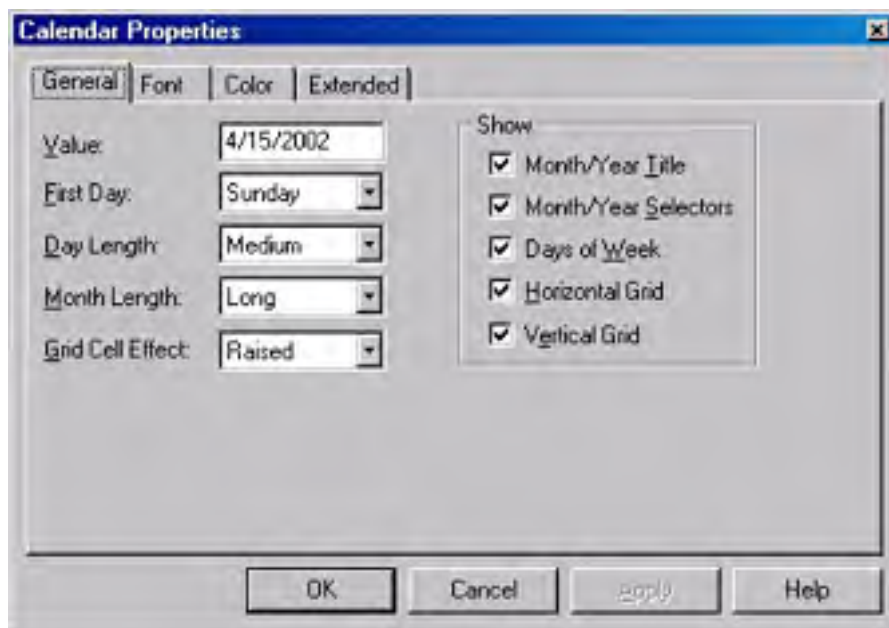 Calendar Properties
General Font Color Extended
Value: 4/15/2002
First Day: Sunday
Day Length: Medium
Month Length: Long
Grid Cell Effect: Raised
Show
Month/Year Title
Month/Year Selectors
Days of Week
Horizontal Grid
Vertical Grid
OK Cancel Apply Help